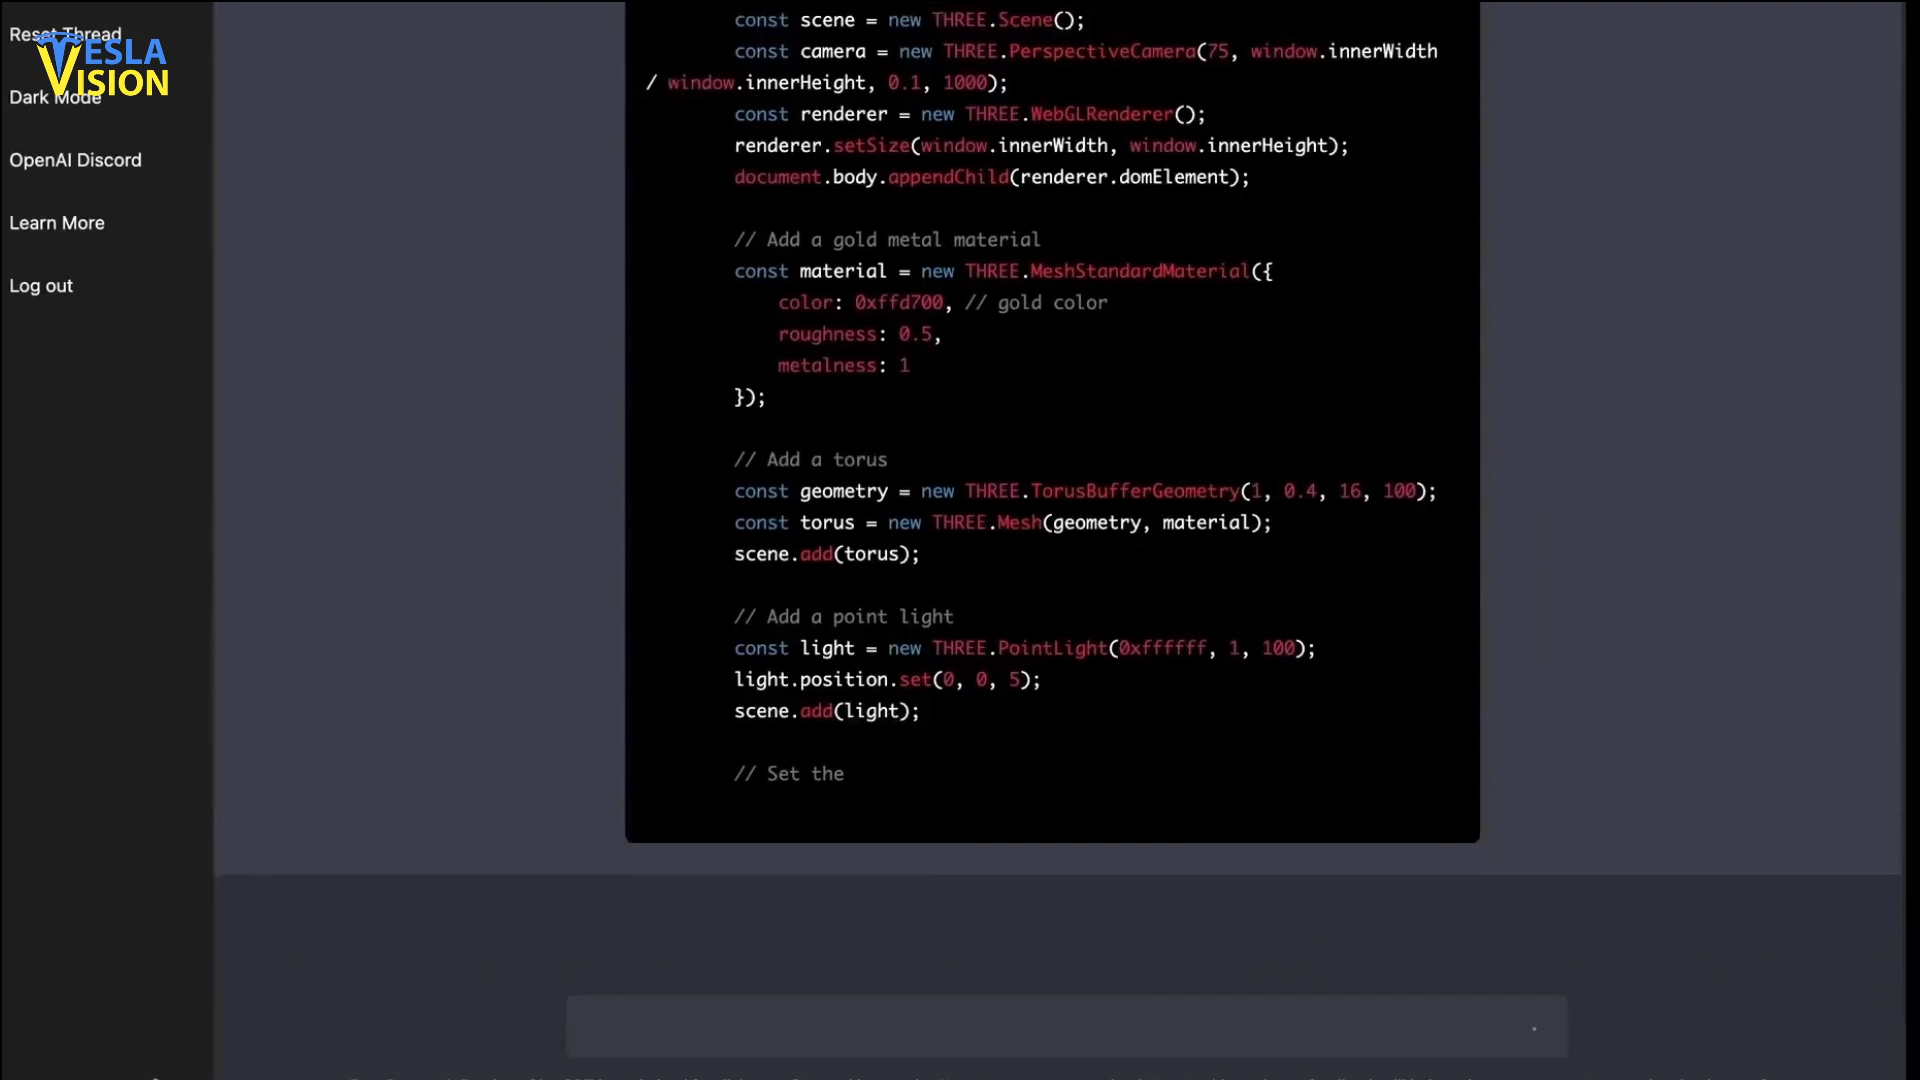 Reset Thread
TESLA
VISION
Dark Mode
OpenAI Discord
Learn More
Log out
const scene = new THREE.Scene();
const camera = new THREE.PerspectiveCamera(75, window.innerWidth
/ window.innerHeight, 0.1, 1000);
const renderer = new THREE.WebGLRenderer();
renderer.setSize(window.innerWidth, window.innerHeight);
document.body.appendChild(renderer.domElement);
// Add a gold metal material
const material = new THREE.MeshStandardMaterial({
color: 0xffd700, // gold color
roughness: 0.5,
metalness: 1
});
// Add a torus
const geometry = new THREE.TorusBufferGeometry(1, 0.4, 16, 100);
const torus = new THREE.Mesh(geometry, material);
scene.add(torus);
// Add a point light
const light = new THREE.PointLight(0xffffff, 1, 100);
light.position.set(0, 0, 5);
scene.add(light);
// Set the